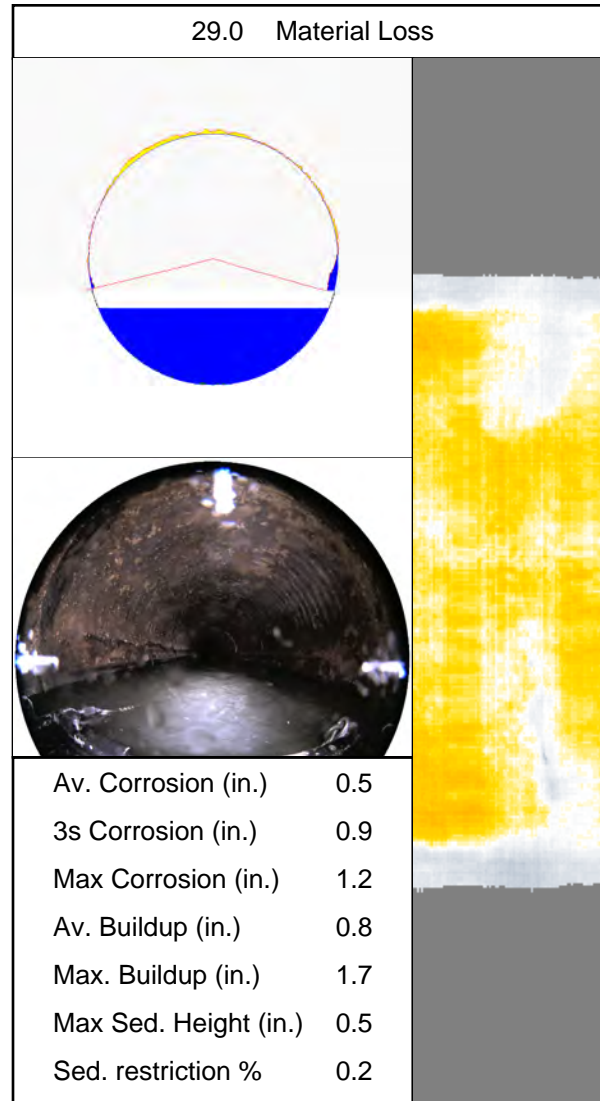 29.0 Material Loss
Av. Corrosion (in.) 0.5
3s Corrosion (in.) 0.9
Max Corrosion (in.) 1.2
Av. Buildup (in.) 0.8
Max. Buildup (in.) 1.7
Max Sed. Height (in.) 0.5
Sed. restriction % 0.2